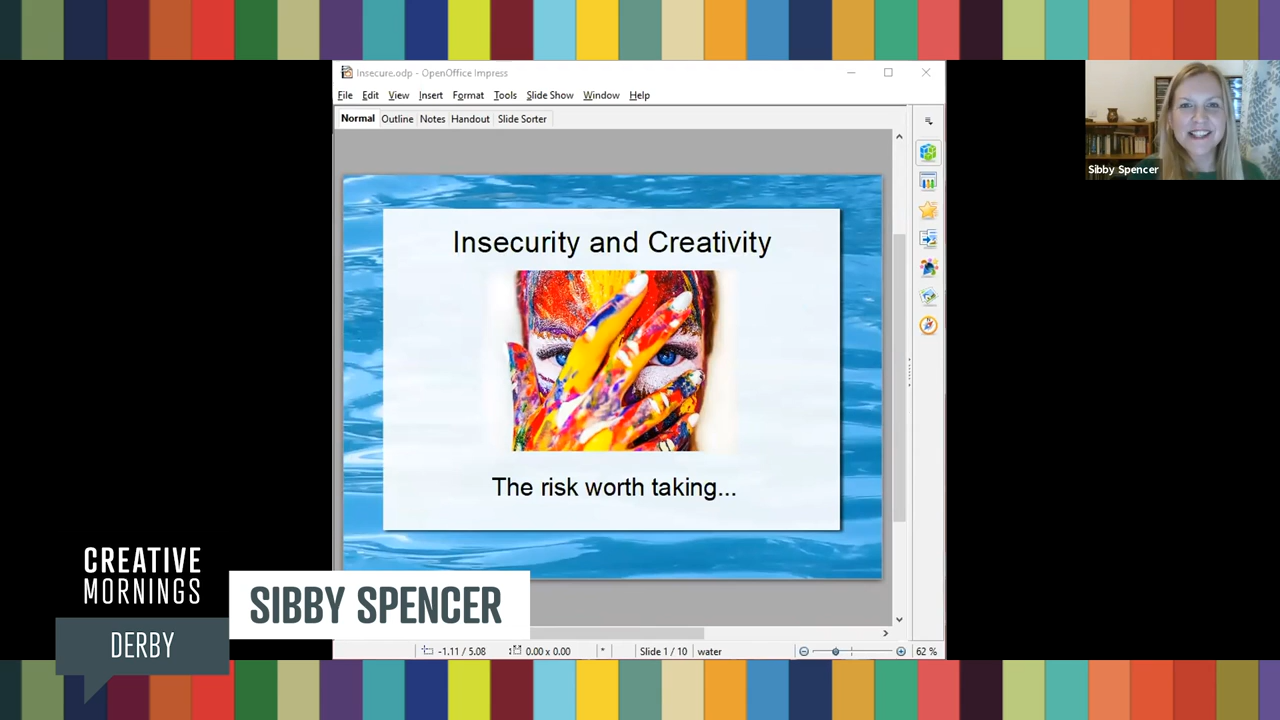 Insecure.odp - OpenOffice Impress
File Edit View Insert Format Tools Slide Show Window Help
Normal Outline Notes Handout Slide Sorter
Insecurity and Creativity
The risk worth taking...
Sibby Spencer
CREATIVE
MORNINGS
DERBY
SIBBY SPENCER
-1.11 / 5.08 0.00 x 0.00 * Slide 1 / 10 water 62 %